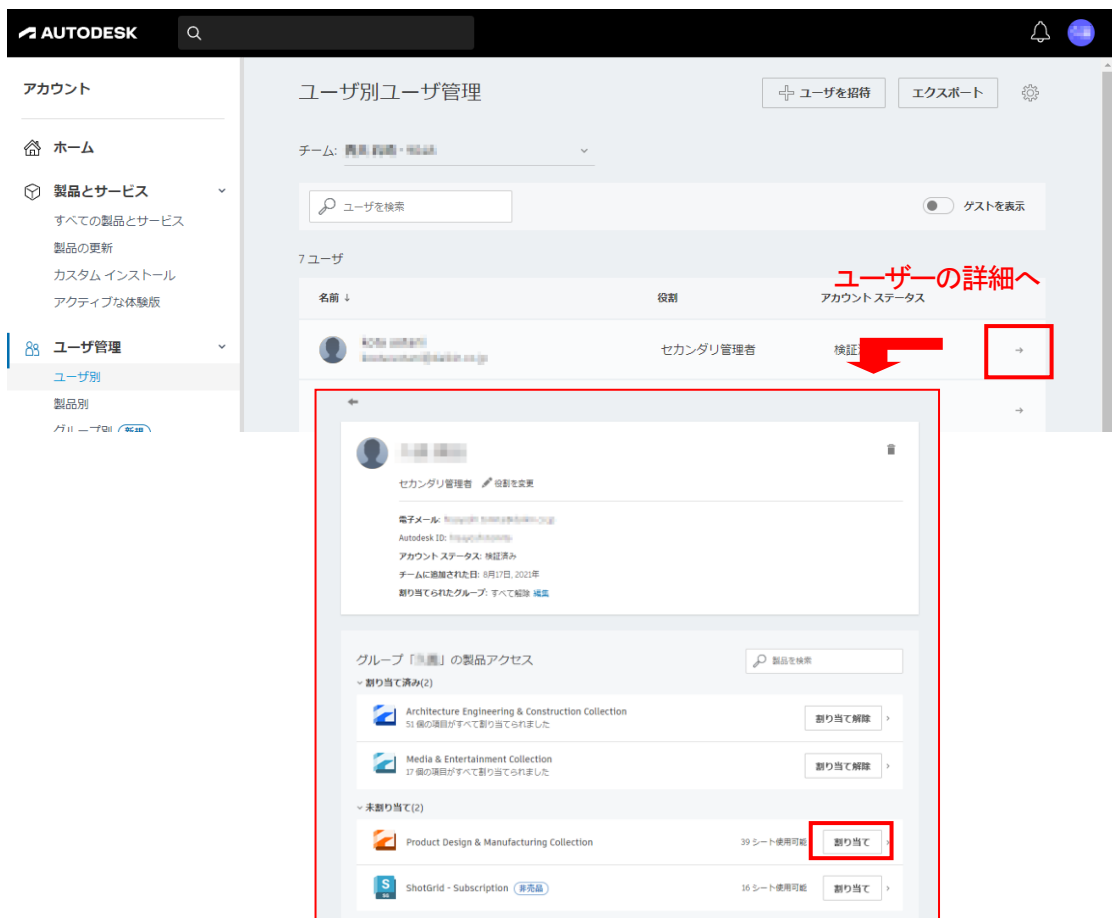 AUTODESK
アカウント
ホーム
製品とサービス
すべての製品とサービス
製品の更新
カスタム インストール
アクティブな体験版
ユーザ管理
ユーザ別
製品別
グループ別 新規
ユーザ別ユーザ管理
ユーザを招待
エクスポート
チーム:
ユーザを検索
ゲストを表示
7 ユーザ
ユーザーの詳細へ
名前 ↓ 役割 アカウント ステータス
セカンダリ管理者 検証済 →
→
セカンダリ管理者 役割を変更
電子メール:
Autodesk ID:
アカウント ステータス: 検証済み
チームに追加された日: 8月17日, 2021年
割り当てられたグループ: すべて解除 編集
グループ「 」の製品アクセス
製品を検索
割り当て済み(2)
Architecture Engineering & Construction Collection
51 個の項目がすべて割り当てられました
割り当て解除
Media & Entertainment Collection
17 個の項目がすべて割り当てられました
割り当て解除
未割り当て(2)
Product Design & Manufacturing Collection 39 シート使用可能 割り当て
S
SG
ShotGrid - Subscription 非売品 16 シート使用可能 割り当て